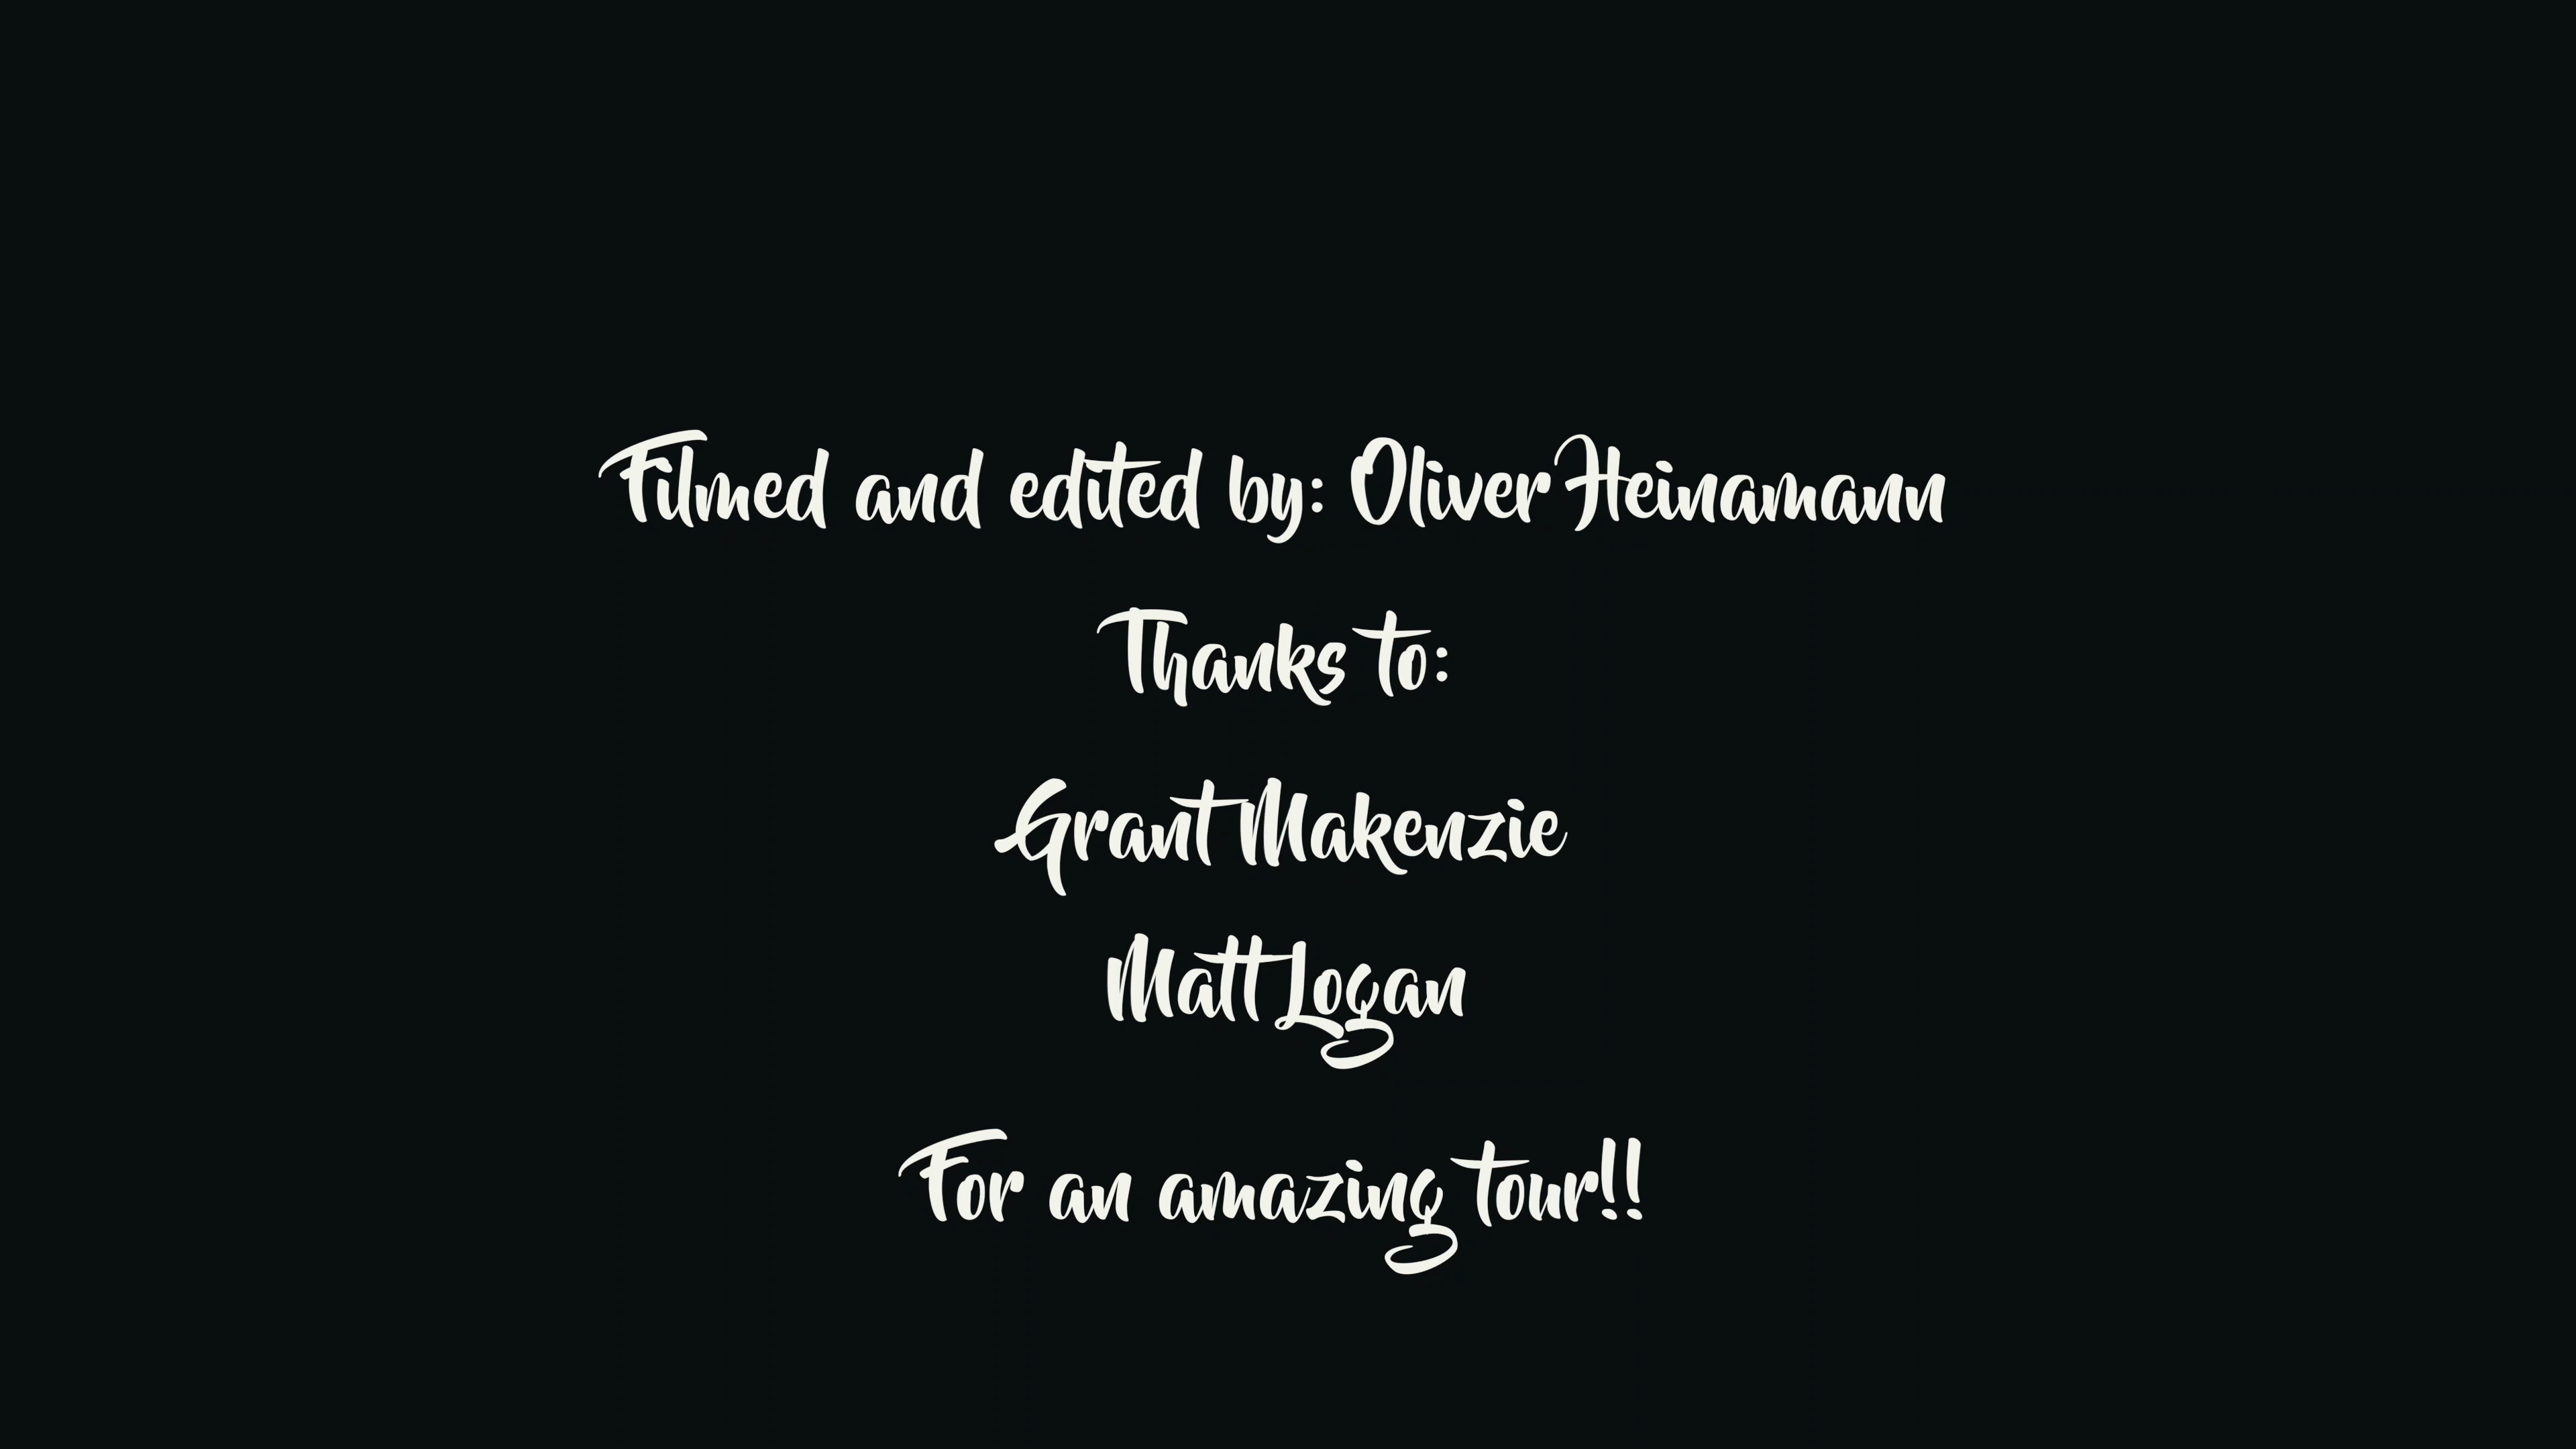 Filmed and edited by: Oliver Heinamann
Thanks to:
Grant Makenzie
Matt Logan
For an amazing tour!!